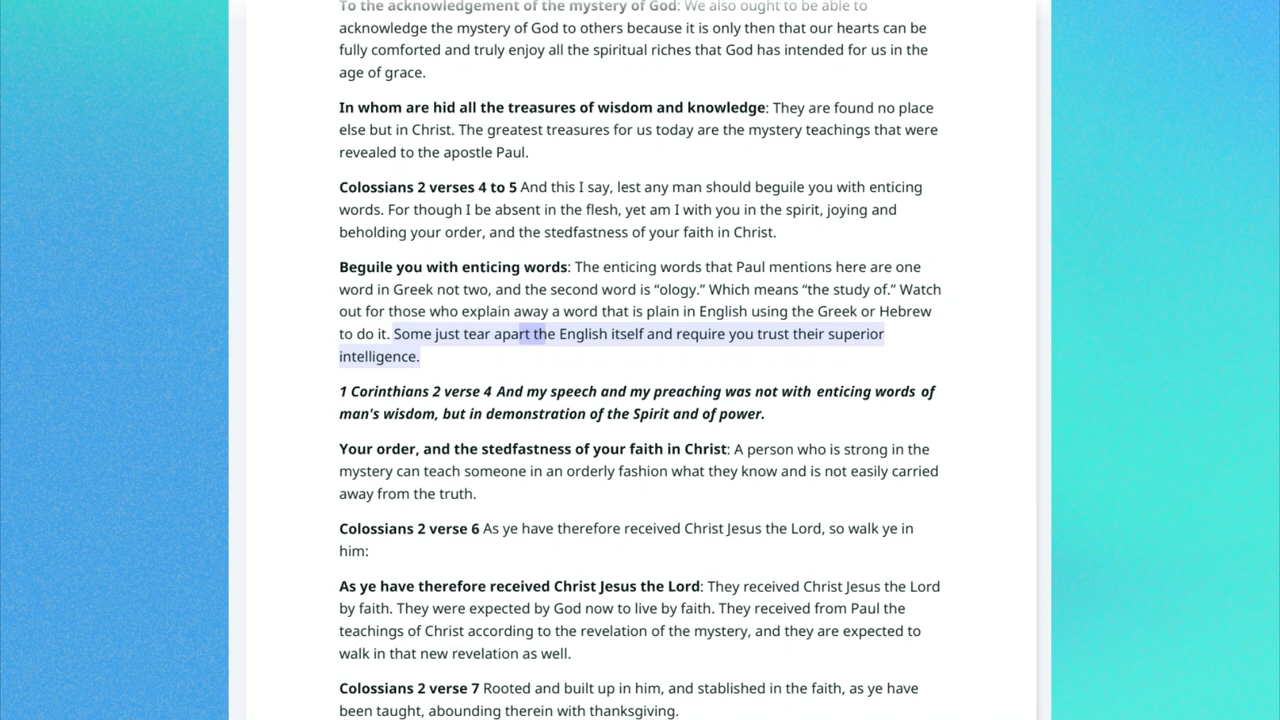 To the acknowledgement of the mystery of God: We also ought to be able to
acknowledge the mystery of God to others because it is only then that our hearts can be
fully comforted and truly enjoy all the spiritual riches that God has intended for us in the
age of grace.
In whom are hid all the treasures of wisdom and knowledge: They are found no place
else but in Christ. The greatest treasures for us today are the mystery teachings that were
revealed to the apostle Paul.
Colossians 2 verses 4 to 5 And this I say, lest any man should beguile you with enticing
words. For though I be absent in the flesh, yet am I with you in the spirit, joying and
beholding your order, and the stedfastness of your faith in Christ.
Beguile you with enticing words: The enticing words that Paul mentions here are one
word in Greek not two, and the second word is “ology.” Which means “the study of.” Watch
out for those who explain away a word that is plain in English using the Greek or Hebrew
to do it. Some just tear apart the English itself and require you trust their superior
intelligence.
1 Corinthians 2 verse 4 And my speech and my preaching was not with enticing words of
man's wisdom, but in demonstration of the Spirit and of power.
Your order, and the stedfastness of your faith in Christ: A person who is strong in the
mystery can teach someone in an orderly fashion what they know and is not easily carried
away from the truth.
Colossians 2 verse 6 As ye have therefore received Christ Jesus the Lord, so walk ye in
him:
As ye have therefore received Christ Jesus the Lord: They received Christ Jesus the Lord
by faith. They were expected by God now to live by faith. They received from Paul the
teachings of Christ according to the revelation of the mystery, and they are expected to
walk in that new revelation as well.
Colossians 2 verse 7 Rooted and built up in him, and stablished in the faith, as ye have
been taught, abounding therein with thanksgiving.